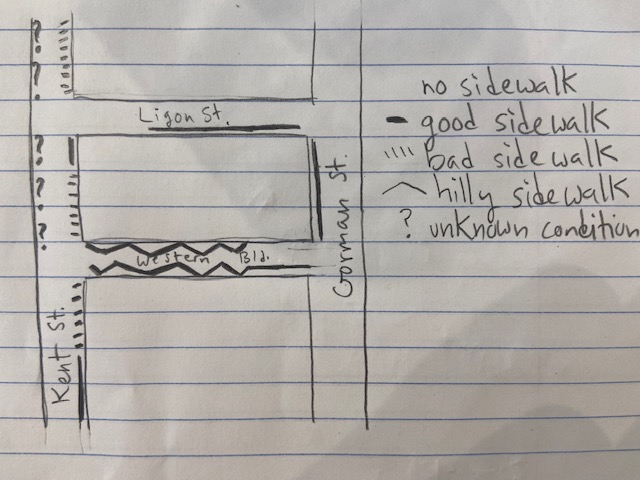 ?
?
?
no sidewalk
Ligon St.
good sidewalk
?
?
?
bad sidewalk
hilly sidewalk
? unknown condition
Gorman St.
Western Bld.
Kent St.